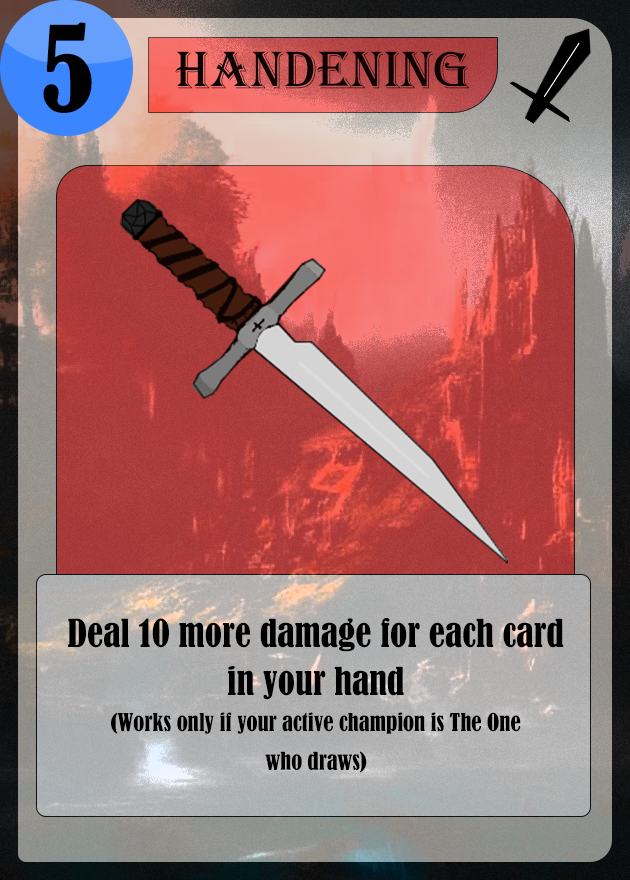 5
HANDENING
Deal 10 more damage for each card
in your hand
(Works only if your active champion is The One
who draws)